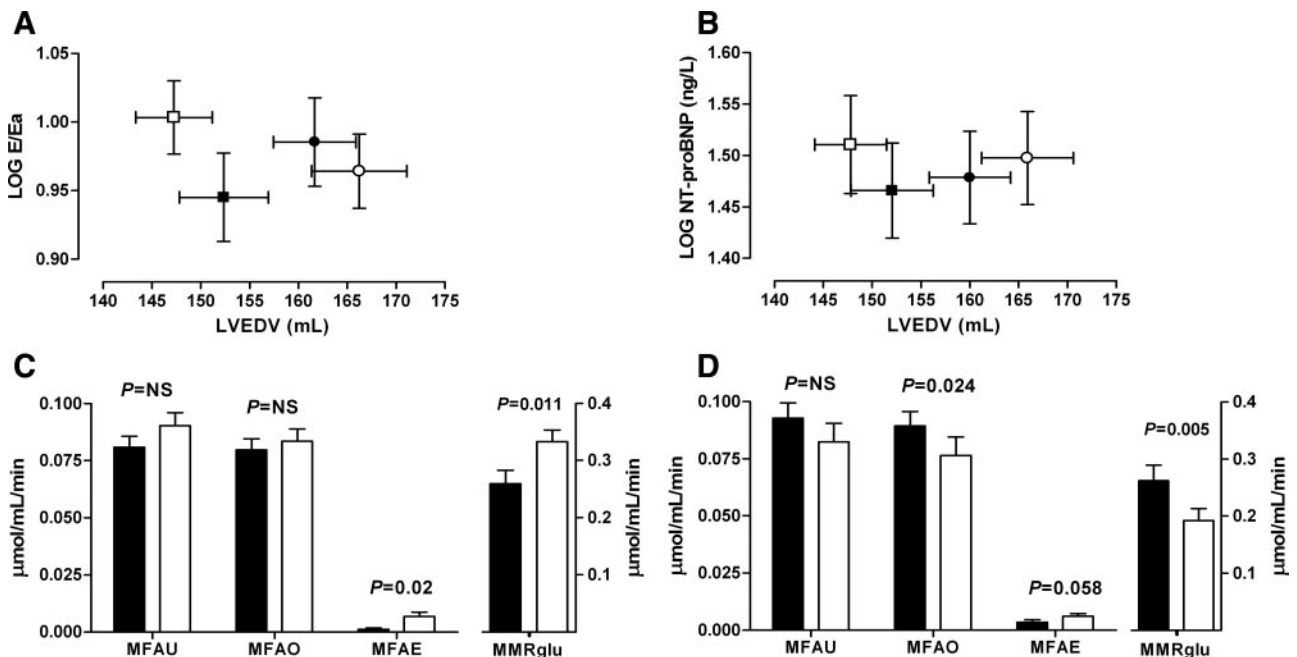 A
LOG E/Ea
1.05
1.00
0.95
0.90
140 145 150 155 160 165 170 175
LVEDV (mL)
B
LOG NT-proBNP (ng/L)
1.60
1.55
1.50
1.45
1.40
140 145 150 155 160 165 170 175
LVEDV (mL)
C
μmol/mL/min
0.100
0.075
0.050
0.025
0.000
P=NS
P=NS
P=0.02
P=0.011
0.4
0.3
0.2
0.1
μmol/mL/min
MFAU MFAO MFAE MMRglu
D
μmol/mL/min
0.100
0.075
0.050
0.025
0.000
P=NS
P=0.024
P=0.058
P=0.005
0.4
0.3
0.2
0.1
μmol/mL/min
MFAU MFAO MFAE MMRglu